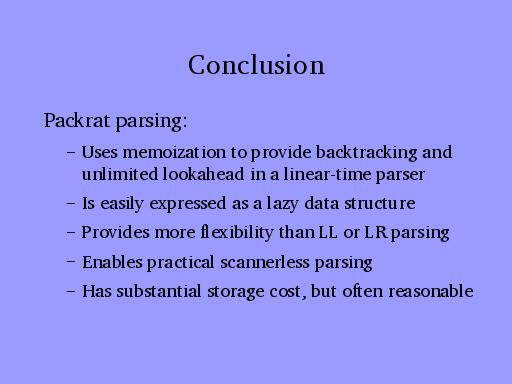 Conclusion
Packrat parsing:
– Uses memoization to provide backtracking and
unlimited lookahead in a linear-time parser
– Is easily expressed as a lazy data structure
– Provides more flexibility than LL or LR parsing
– Enables practical scannerless parsing
– Has substantial storage cost, but often reasonable